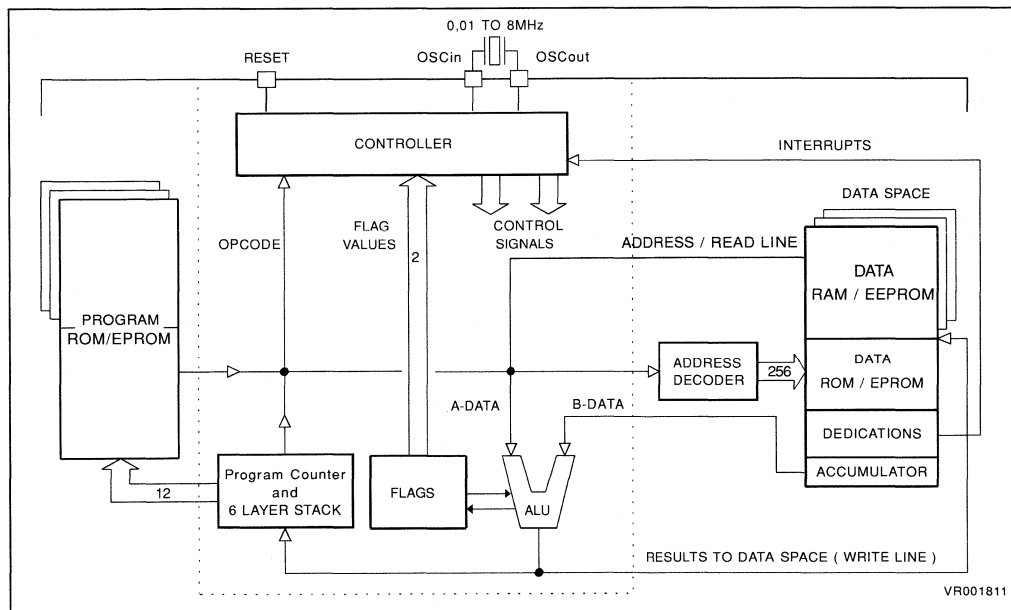 0,01 TO 8MHz
RESET
OSCin
OSCout
CONTROLLER
INTERRUPTS
OPCODE
FLAG
VALUES
2
CONTROL
SIGNALS
DATA SPACE
ADDRESS / READ LINE
PROGRAM
ROM/EPROM
DATA
RAM / EEPROM
ADDRESS
DECODER
256
DATA
ROM / EPROM
A-DATA
B-DATA
DEDICATIONS
ACCUMULATOR
12
Program Counter
and
6 LAYER STACK
FLAGS
ALU
RESULTS TO DATA SPACE ( WRITE LINE )
VR001811